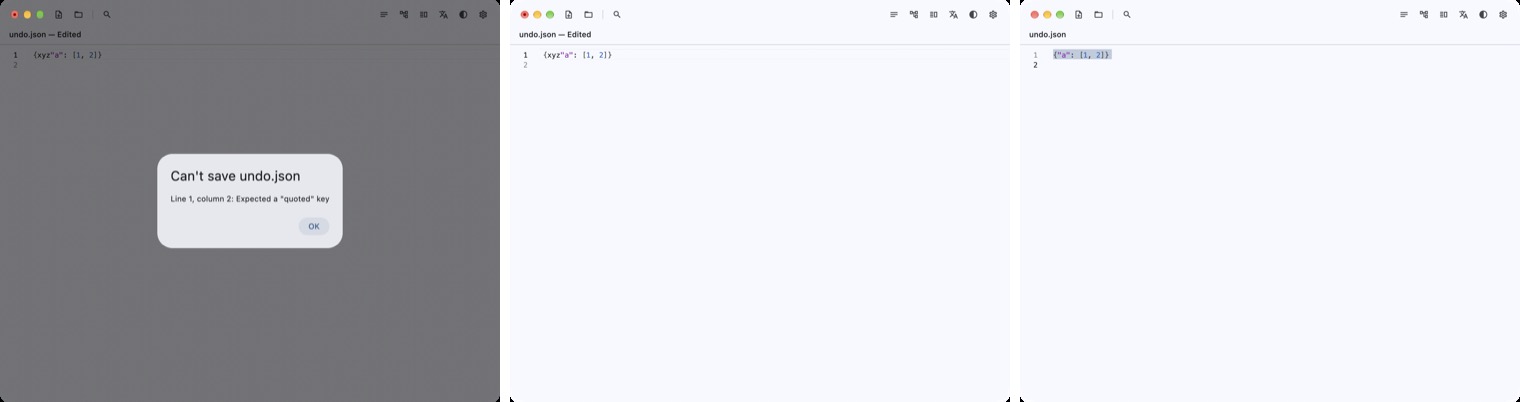 undo.json — Edited
1 {xyz"a": [1, 2]}
2
Can't save undo.json
Line 1, column 2: Expected a "quoted" key
OK
undo.json — Edited
1 {xyz"a": [1, 2]}
2
undo.json
1 {"a": [1, 2]}
2